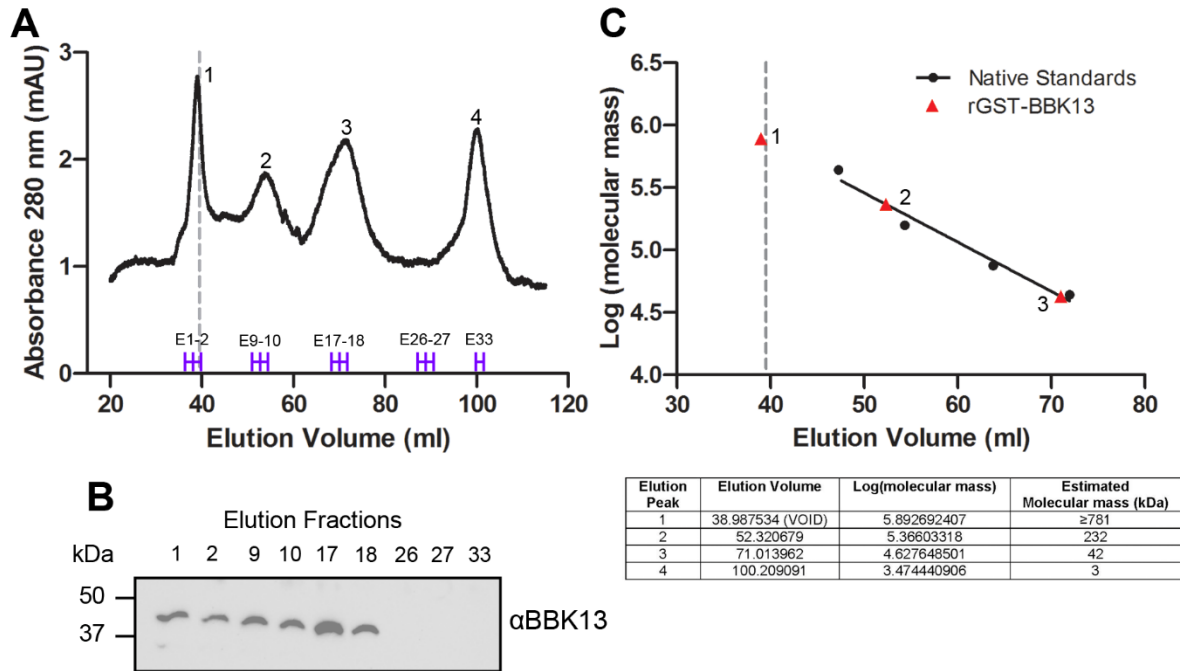 A
Absorbance 280 nm (mAU)
3
2
1
0
1
2
3
4
E1-2 E9-10 E17-18 E26-27 E33
20 40 60 80 100 120
Elution Volume (ml)
B
Elution Fractions
kDa 1 2 9 10 17 18 26 27 33
50
37
αBBK13
C
Log (molecular mass)
6.5
6.0
5.5
5.0
4.5
4.0
Native Standards
rGST-BBK13
1
2
3
30 40 50 60 70 80
Elution Volume (ml)
Elution Peak Elution Volume Log(molecular mass) Estimated Molecular mass (kDa)
1 38.987534 (VOID) 5.892692407 ≥781
2 52.320679 5.36603318 232
3 71.013962 4.627648501 42
4 100.209091 3.474440906 3